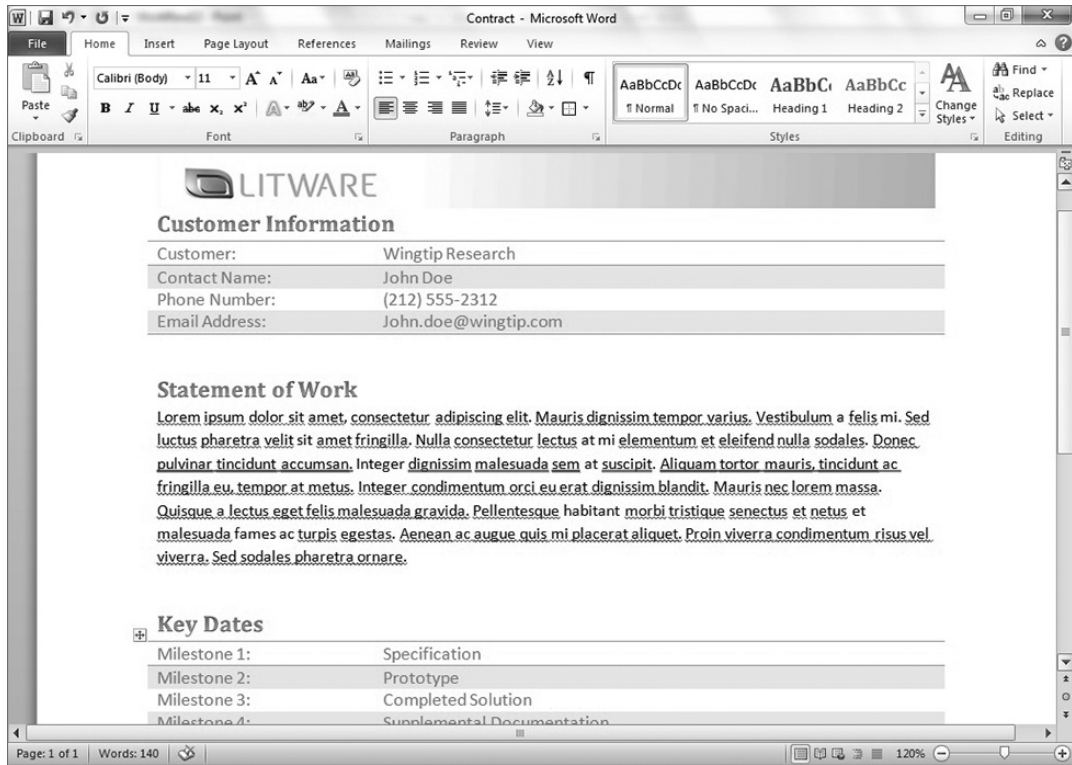 Contract - Microsoft Word
File Home Insert Page Layout References Mailings Review View
Calibri (Body) 11 A A Aa
Paste
B I U abc x₂ x² A ab A
AaBbCcDc AaBbCcDc AaBbC AaBbCc
¶ Normal ¶ No Spaci... Heading 1 Heading 2
Change Styles
Find
Replace
Select
Clipboard Font Paragraph Styles Editing
LITWARE
Customer Information
Customer: Wingtip Research
Contact Name: John Doe
Phone Number: (212) 555-2312
Email Address: John.doe@wingtip.com
Statement of Work
Lorem ipsum dolor sit amet, consectetur adipiscing elit. Mauris dignissim tempor varius. Vestibulum a felis mi. Sed
luctus pharetra velit sit amet fringilla. Nulla consectetur lectus at mi elementum et eleifend nulla sodales. Donec
pulvinar tincidunt accumsan. Integer dignissim malesuada sem at suscipit. Aliquam tortor mauris, tincidunt ac
fringilla eu, tempor at metus. Integer condimentum orci eu erat dignissim blandit. Mauris nec lorem massa.
Quisque a lectus eget felis malesuada gravida. Pellentesque habitant morbi tristique senectus et netus et
malesuada fames ac turpis egestas. Aenean ac augue quis mi placerat aliquet. Proin viverra condimentum risus vel
viverra. Sed sodales pharetra ornare.
Key Dates
Milestone 1: Specification
Milestone 2: Prototype
Milestone 3: Completed Solution
Milestone 4: Supplemental Documentation
Page: 1 of 1 Words: 140 120%